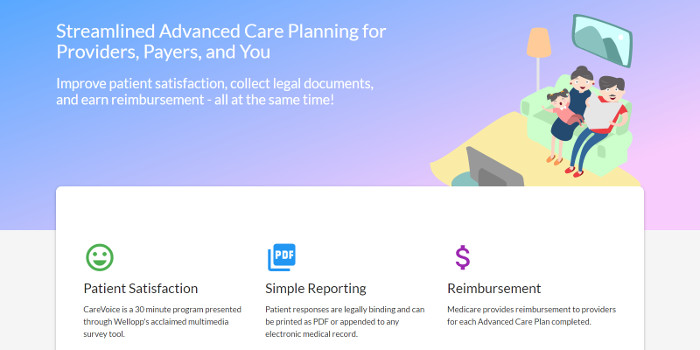 Streamlined Advanced Care Planning for
Providers, Payers, and You
Improve patient satisfaction, collect legal documents,
and earn reimbursement - all at the same time!
PDF
Patient Satisfaction
CareVoice is a 30 minute program presented
through Wellopp's acclaimed multimedia
survey tool.
Simple Reporting
Patient responses are legally binding and can
be printed as PDF or appended to any
electronic medical record.
$
Reimbursement
Medicare provides reimbursement to providers
for each Advanced Care Plan completed.